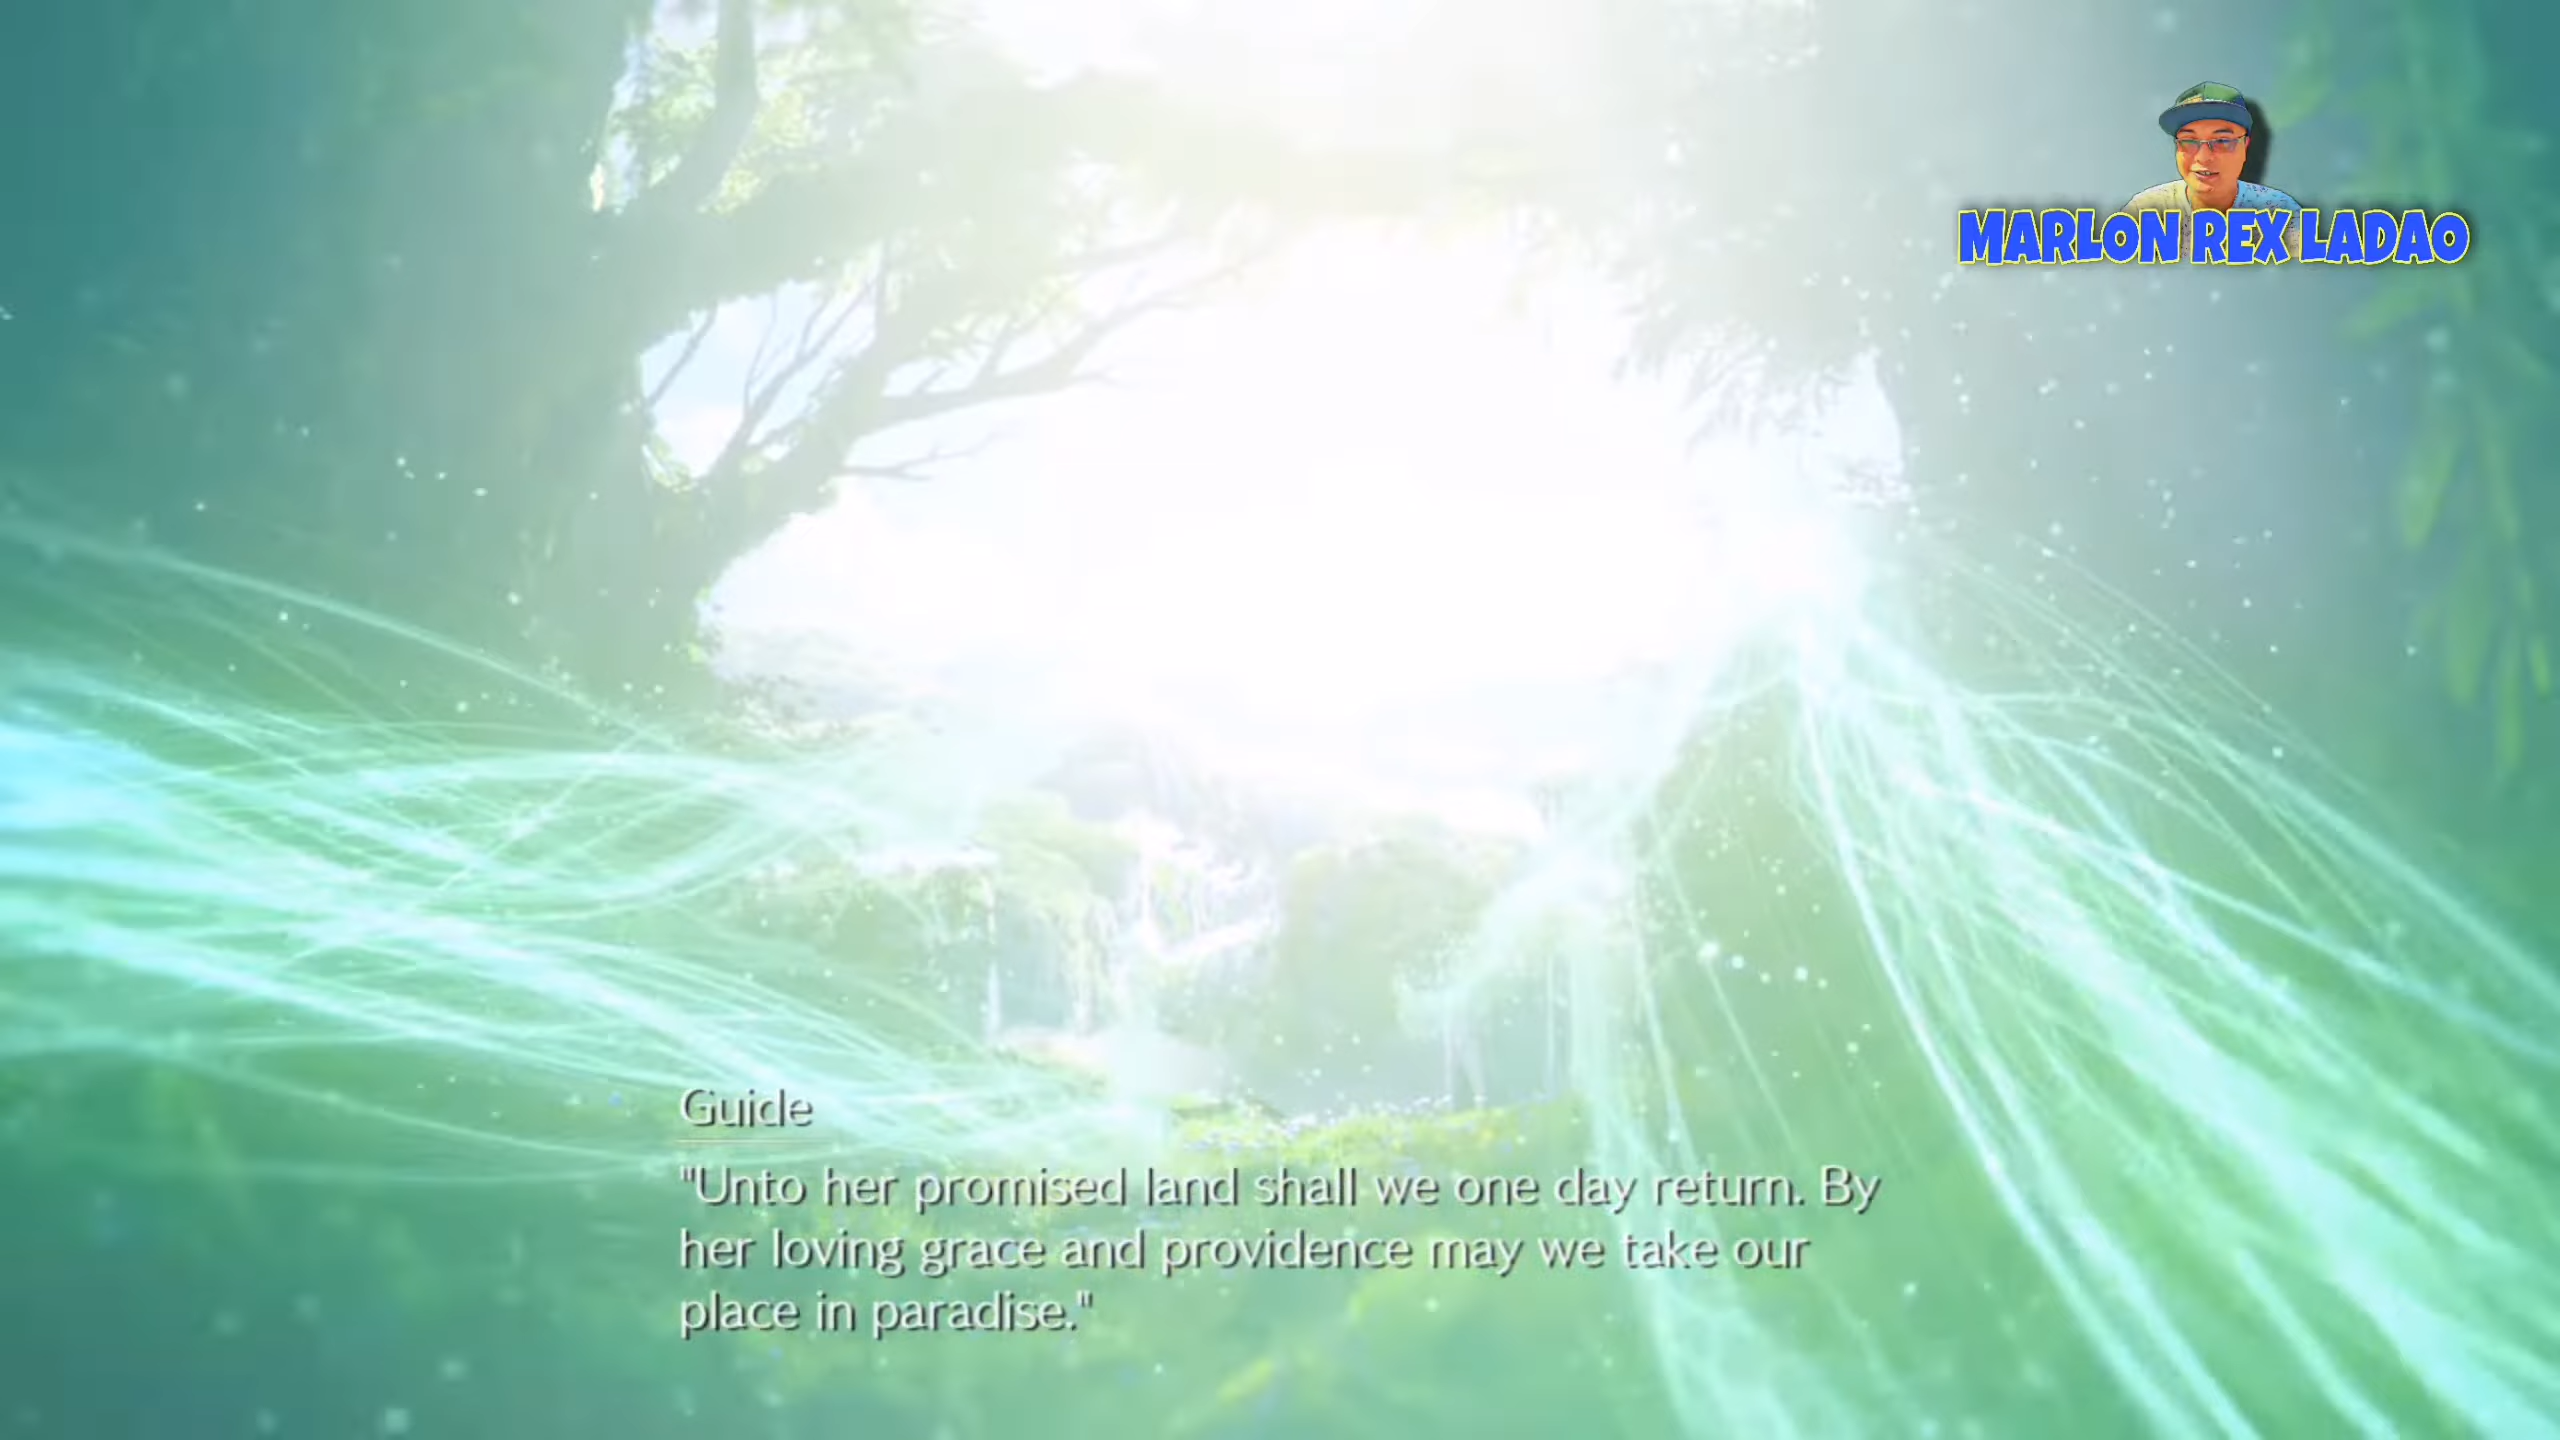 MARLON REX LADAO
Guide
"Unto her promised land shall we one day return. By
her loving grace and providence may we take our
place in paradise."